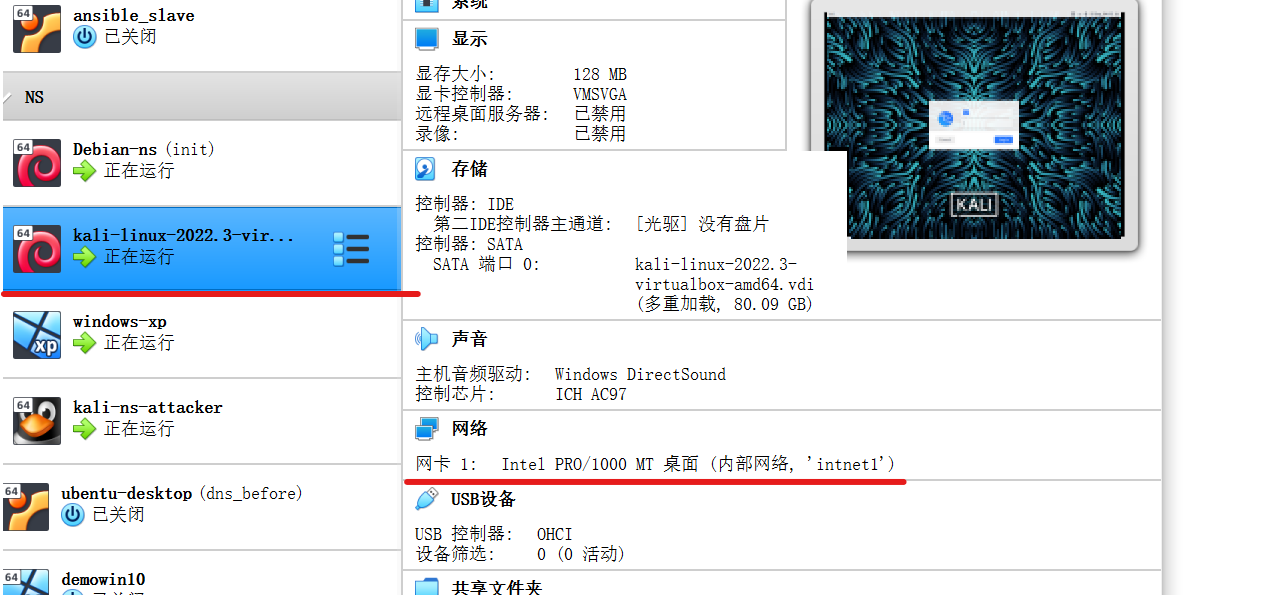 64
ansible_slave
已关闭
NS
64
Debian-ns (init)
正在运行
64
kali-linux-2022.3-vir...
正在运行
windows-xp
xp
正在运行
64
kali-ns-attacker
正在运行
64
ubentu-desktop (dns_before)
已关闭
64
demowin10
已关闭
系统
显示
显存大小: 128 MB
显卡控制器: VMSVGA
远程桌面服务器: 已禁用
录像: 已禁用
存储
控制器: IDE
第二IDE控制器主通道: [光驱] 没有盘片
控制器: SATA
SATA 端口 0: kali-linux-2022.3-
virtualbox-amd64.vdi
(多重加载, 80.09 GB)
声音
主机音频驱动: Windows DirectSound
控制芯片: ICH AC97
网络
网卡 1: Intel PRO/1000 MT 桌面 (内部网络, 'intnet1')
USB设备
USB 控制器: OHCI
设备筛选: 0 (0 活动)
共享文件夹
KALI